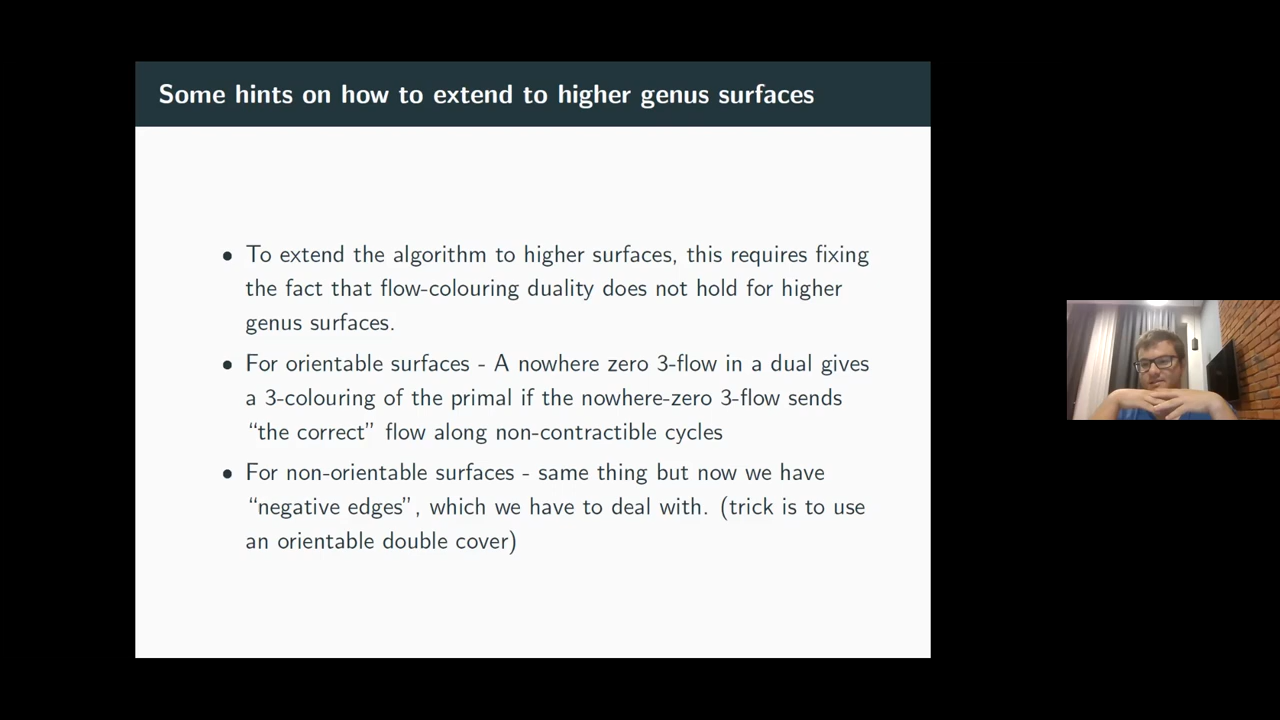 Some hints on how to extend to higher genus surfaces
• To extend the algorithm to higher surfaces, this requires fixing
the fact that flow-colouring duality does not hold for higher
genus surfaces.
• For orientable surfaces - A nowhere zero 3-flow in a dual gives
a 3-colouring of the primal if the nowhere-zero 3-flow sends
“the correct” flow along non-contractible cycles
• For non-orientable surfaces - same thing but now we have
“negative edges”, which we have to deal with. (trick is to use
an orientable double cover)